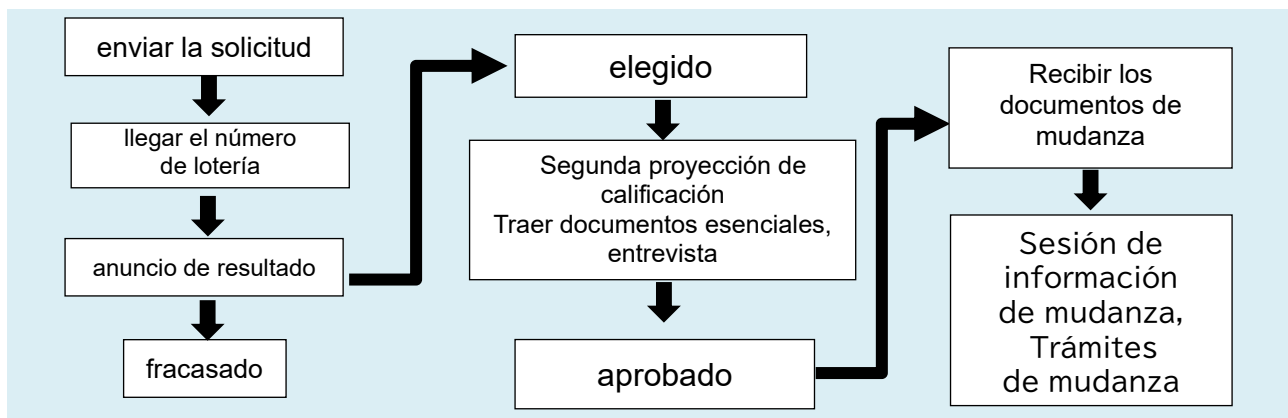 enviar la solicitud
llegar el número
de lotería
anuncio de resultado
fracasado
elegido
Segunda proyección de
calificación
Traer documentos esenciales,
entrevista
aprobado
Recibir los
documentos de
mudanza
Sesión de
información
de mudanza,
Trámites
de mudanza